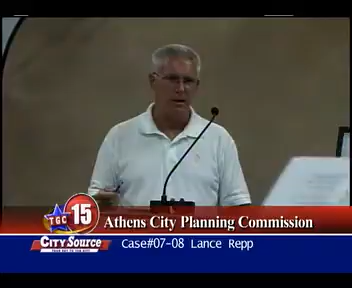 TGC
15
Athens City Planning Commission
CITY SOURCE
Case#07-08 Lance Repp